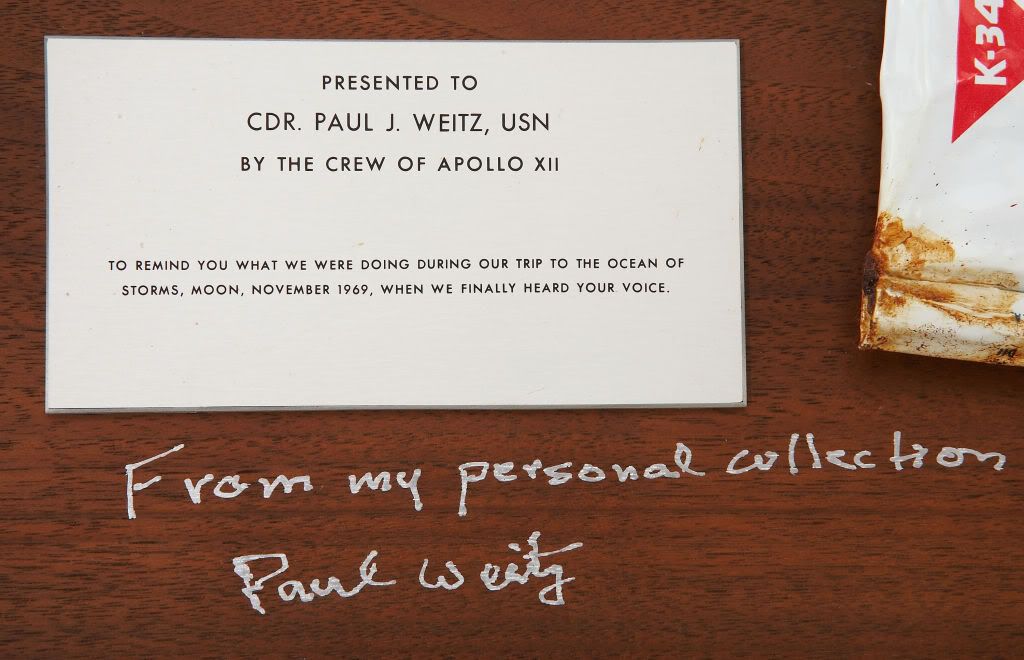 PRESENTED TO
CDR. PAUL J. WEITZ, USN
BY THE CREW OF APOLLO XII
TO REMIND YOU WHAT WE WERE DOING DURING OUR TRIP TO THE OCEAN OF
STORMS, MOON, NOVEMBER 1969, WHEN WE FINALLY HEARD YOUR VOICE.
K-34
From my personal collection
Paul Weitz